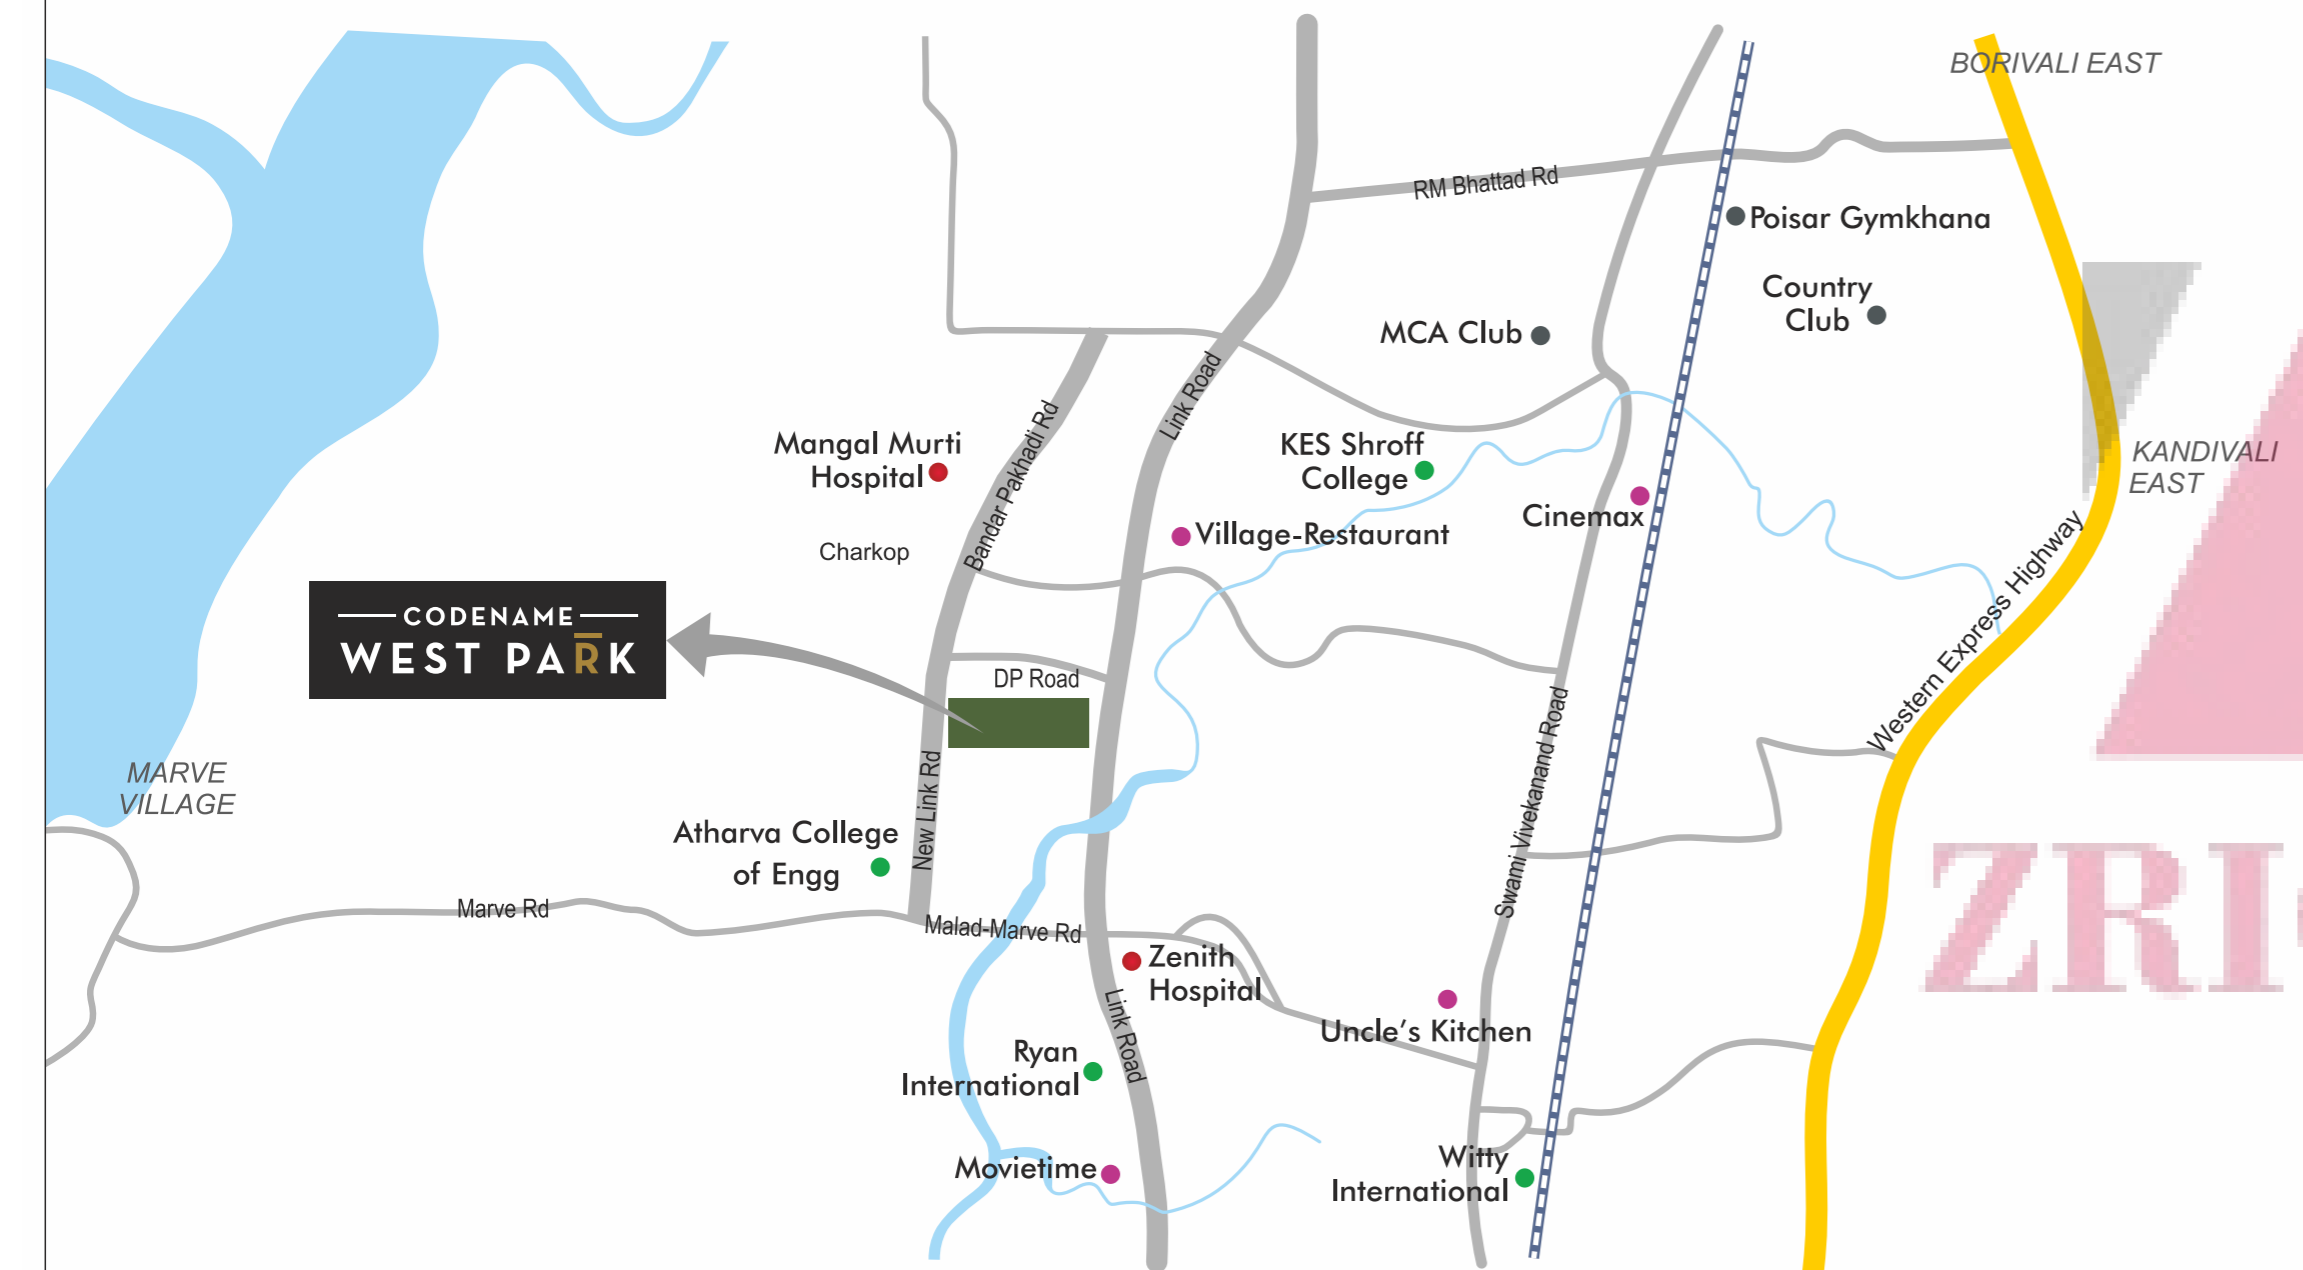 BORIVALI EAST
RM Bhattad Rd
Poisar Gymkhana
Country
Club
MCA Club
Link Road
Bandar Pakhadi Rd
Mangal Murti
Hospital
KES Shroff
College
KANDIVALI
EAST
Cinemax
Village-Restaurant
Charkop
Western Express Highway
CODENAME
WEST PARK
DP Road
Swami Vivekanand Road
New Link Rd
MARVE
VILLAGE
Atharva College
of Engg
ZRI
Marve Rd
Malad-Marve Rd
Zenith
Hospital
Link Road
Uncle's Kitchen
Ryan
International
Movietime
Witty
International